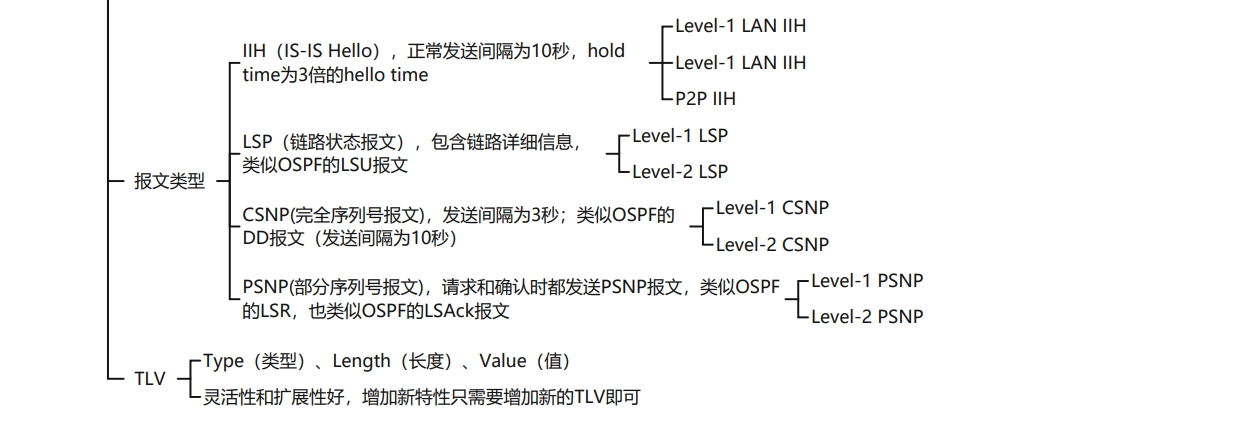 报文类型
IIH（IS-IS Hello），正常发送间隔为10秒，hold
time为3倍的hello time
Level-1 LAN IIH
Level-1 LAN IIH
P2P IIH
LSP（链路状态报文），包含链路详细信息，
类似OSPF的LSU报文
Level-1 LSP
Level-2 LSP
CSNP(完全序列号报文)，发送间隔为3秒；类似OSPF的
DD报文（发送间隔为10秒）
Level-1 CSNP
Level-2 CSNP
PSNP(部分序列号报文)，请求和确认时都发送PSNP报文，类似OSPF
的LSR，也类似OSPF的LSAck报文
Level-1 PSNP
Level-2 PSNP
TLV
Type（类型）、Length（长度）、Value（值）
灵活性和扩展性好，增加新特性只需要增加新的TLV即可